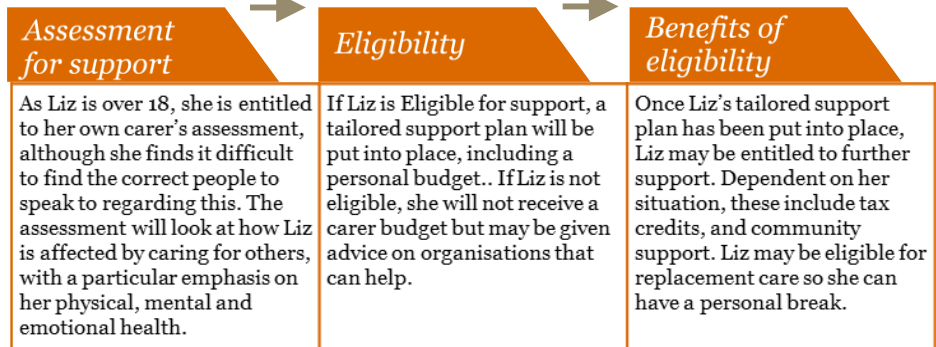 Assessment
for support
As Liz is over 18, she is entitled
to her own carer's assessment,
although she finds it difficult
to find the correct people to
speak to regarding this. The
assessment will look at how Liz
is affected by caring for others,
with a particular emphasis on
her physical, mental and
emotional health.
Eligibility
If Liz is Eligible for support, a
tailored support plan will be
put into place, including a
personal budget.. If Liz is not
eligible, she will not receive a
carer budget but may be given
advice on organisations that
can help.
Benefits of
eligibility
Once Liz's tailored support
plan has been put into place,
Liz may be entitled to further
support. Dependent on her
situation, these include tax
credits, and community
support. Liz may be eligible for
replacement care so she can
have a personal break.